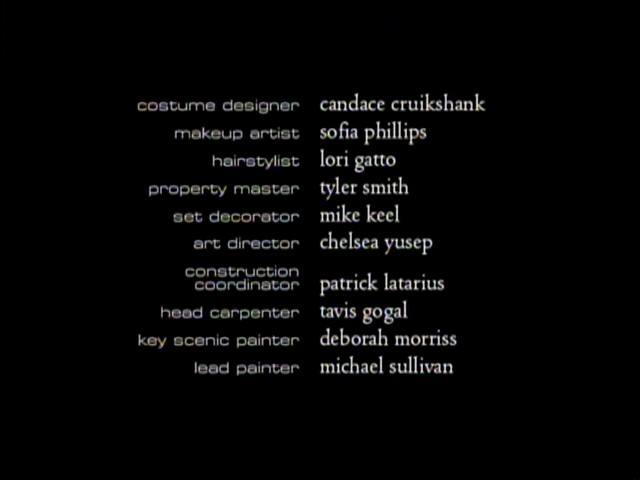 costume designer candace cruikshank
makeup artist sofia phillips
hairstylist lori gatto
property master tyler smith
set decorator mike keel
art director chelsea yusep
construction
coordinator patrick latarius
head carpenter tavis gogal
key scenic painter deborah morriss
lead painter michael sullivan